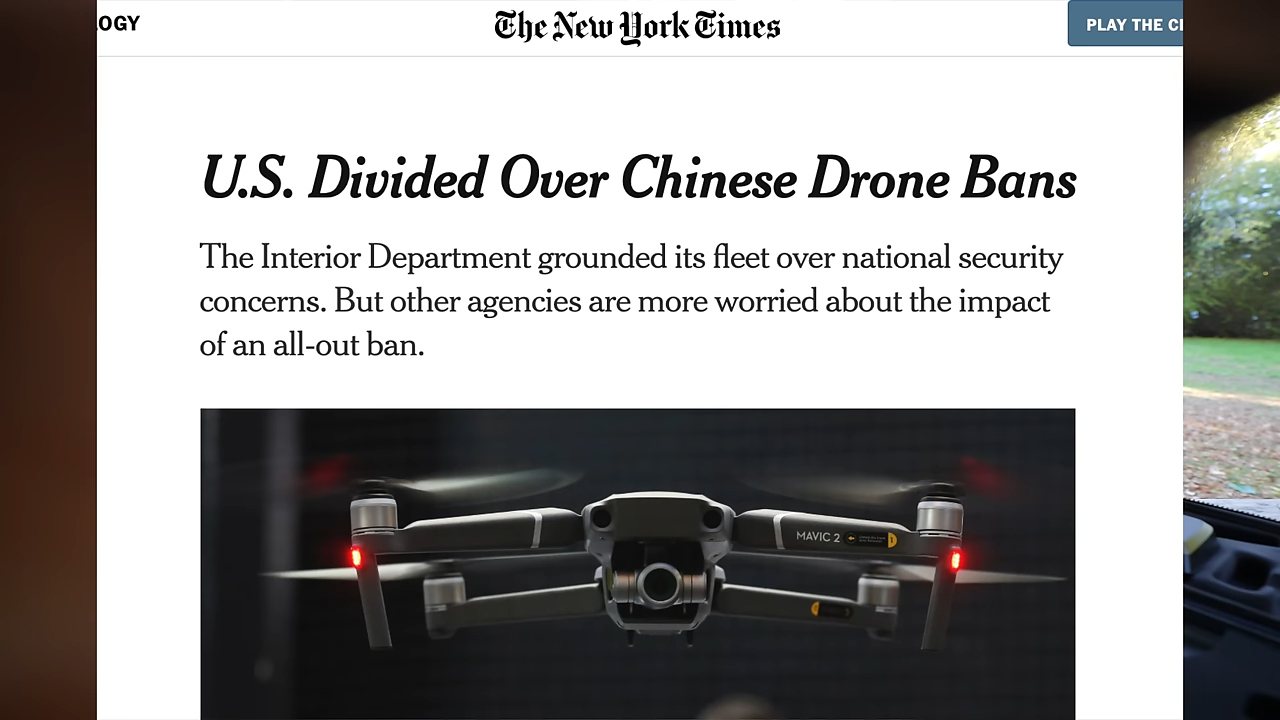 OGY
The New York Times
PLAY THE
U.S. Divided Over Chinese Drone Bans
The Interior Department grounded its fleet over national security
concerns. But other agencies are more worried about the impact
of an all-out ban.
MAVIC 2